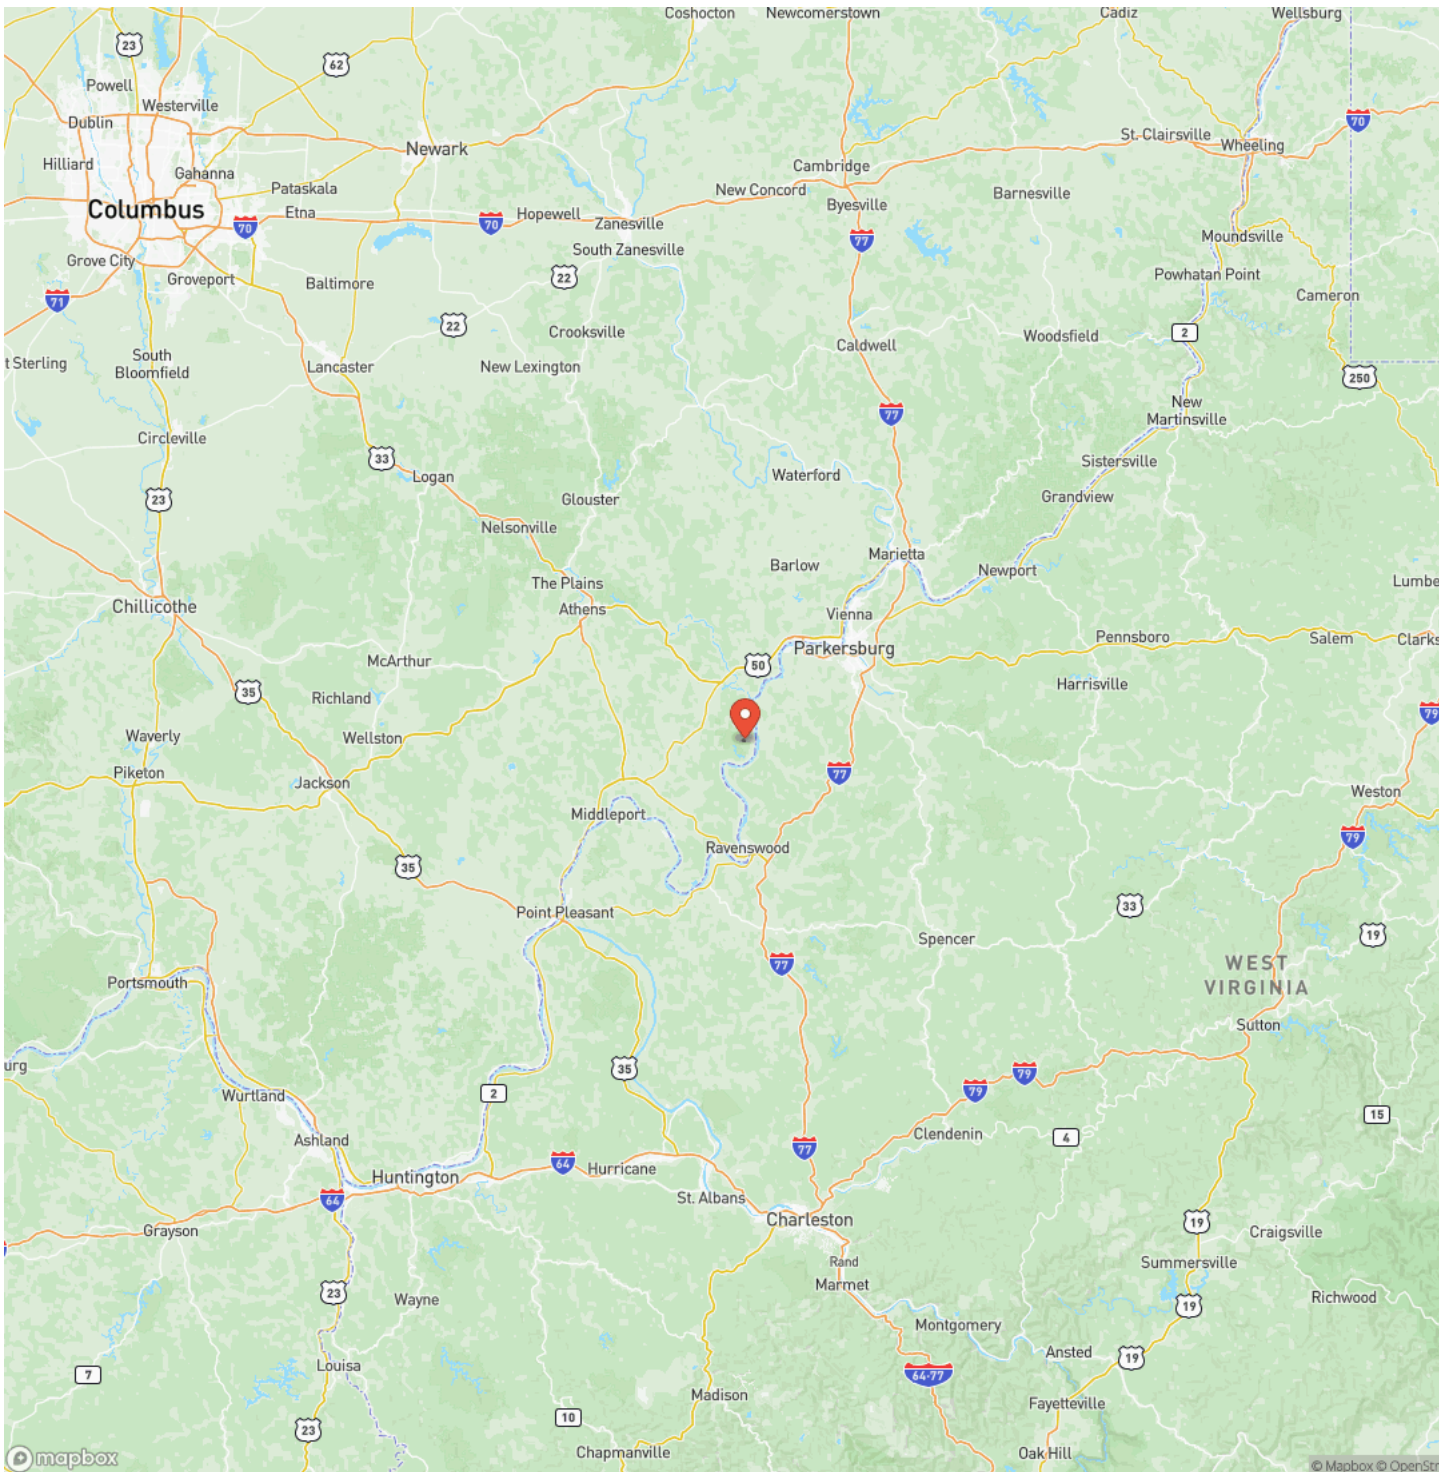 Coshocton
Newcomerstown
Cadiz
Wellsburg
23
62
Powell
Westerville
Dublin
70
St. Clairsville
Wheeling
Newark
Hilliard
Gahanna
Cambridge
Pataskala
New Concord
Barnesville
Columbus
Etna
70
70
Hopewell
Zanesville
Byesville
77
Moundsville
Grove City
South Zanesville
Groveport
Baltimore
22
Powhatan Point
71
Cameron
22
Crooksville
2
Woodsfield
Caldwell
South
Bloomfield
t Sterling
Lancaster
New Lexington
250
New
Martinsville
77
Circleville
33
Sistersville
Logan
Waterford
23
Glouster
Grandview
Nelsonville
Marietta
Barlow
Newport
The Plains
Lumbe
Chillicothe
Athens
Vienna
Pennsboro
Salem
Clarks
Parkersburg
McArthur
50
35
Richland
Harrisville
79
Waverly
Wellston
Piketon
Jackson
77
Weston
Middleport
79
Ravenswood
35
33
Point Pleasant
19
Spencer
77
WEST
VIRGINIA
Portsmouth
Sutton
urg
35
79
79
Wurtland
2
15
Ashland
Clendenin
4
77
64
Hurricane
Huntington
64
St. Albans
Charleston
19
Grayson
Craigsville
Rand
Summersville
Marmet
23
Wayne
19
Richwood
Montgomery
Ansted
19
Louisa
7
64-77
Madison
Fayetteville
10
23
Chapmanville
Oak Hill
mapbox
© Mapbox © OpenStr